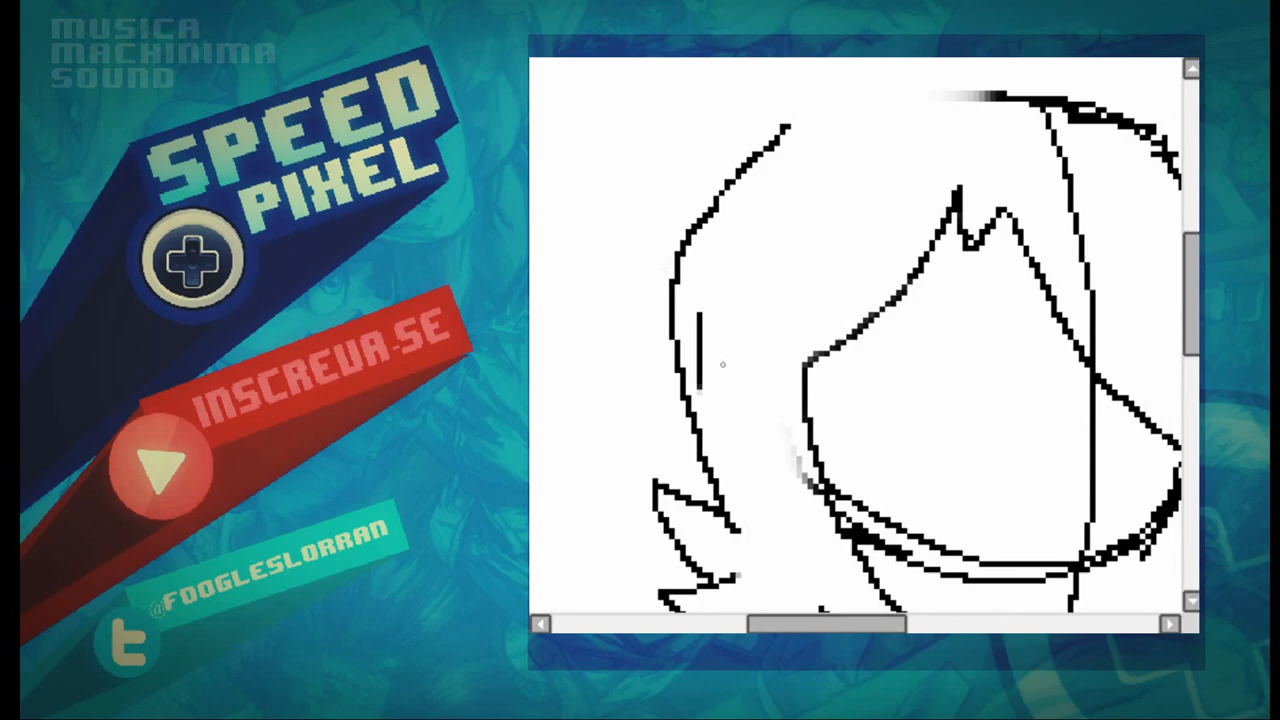 MUSICA
MACHINIMA
SOUND
SPEED
PIXEL
INSCREVA-SE
@FOOGLESLORRAN